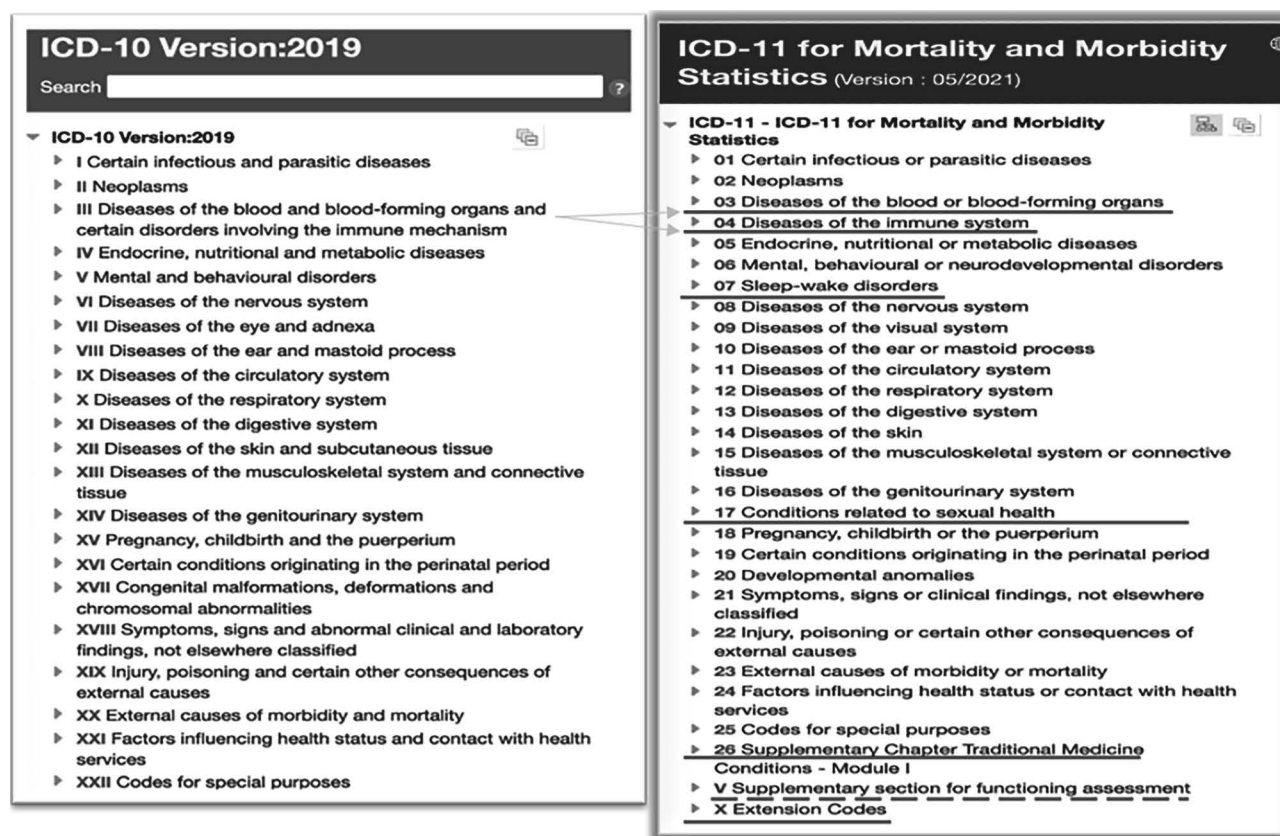 ICD-10 Version:2019
Search
?
ICD-10 Version:2019
I Certain infectious and parasitic diseases
II Neoplasms
III Diseases of the blood and blood-forming organs and
certain disorders involving the immune mechanism
IV Endocrine, nutritional and metabolic diseases
V Mental and behavioural disorders
VI Diseases of the nervous system
VII Diseases of the eye and adnexa
VIII Diseases of the ear and mastoid process
IX Diseases of the circulatory system
X Diseases of the respiratory system
XI Diseases of the digestive system
XII Diseases of the skin and subcutaneous tissue
XIII Diseases of the musculoskeletal system and connective
tissue
XIV Diseases of the genitourinary system
XV Pregnancy, childbirth and the puerperium
XVI Certain conditions originating in the perinatal period
XVII Congenital malformations, deformations and
chromosomal abnormalities
XVIII Symptoms, signs and abnormal clinical and laboratory
findings, not elsewhere classified
XIX Injury, poisoning and certain other consequences of
external causes
XX External causes of morbidity and mortality
XXI Factors influencing health status and contact with health
services
XXII Codes for special purposes
ICD-11 for Mortality and Morbidity
Statistics (Version : 05/2021)
ICD-11 - ICD-11 for Mortality and Morbidity
Statistics
01 Certain infectious or parasitic diseases
02 Neoplasms
03 Diseases of the blood or blood-forming organs
04 Diseases of the immune system
05 Endocrine, nutritional or metabolic diseases
06 Mental, behavioural or neurodevelopmental disorders
07 Sleep-wake disorders
08 Diseases of the nervous system
09 Diseases of the visual system
10 Diseases of the ear or mastoid process
11 Diseases of the circulatory system
12 Diseases of the respiratory system
13 Diseases of the digestive system
14 Diseases of the skin
15 Diseases of the musculoskeletal system or connective
tissue
16 Diseases of the genitourinary system
17 Conditions related to sexual health
18 Pregnancy, childbirth or the puerperium
19 Certain conditions originating in the perinatal period
20 Developmental anomalies
21 Symptoms, signs or clinical findings, not elsewhere
classified
22 Injury, poisoning or certain other consequences of
external causes
23 External causes of morbidity or mortality
24 Factors influencing health status or contact with health
services
25 Codes for special purposes
26 Supplementary Chapter Traditional Medicine
Conditions - Module I
V Supplementary section for functioning assessment
X Extension Codes